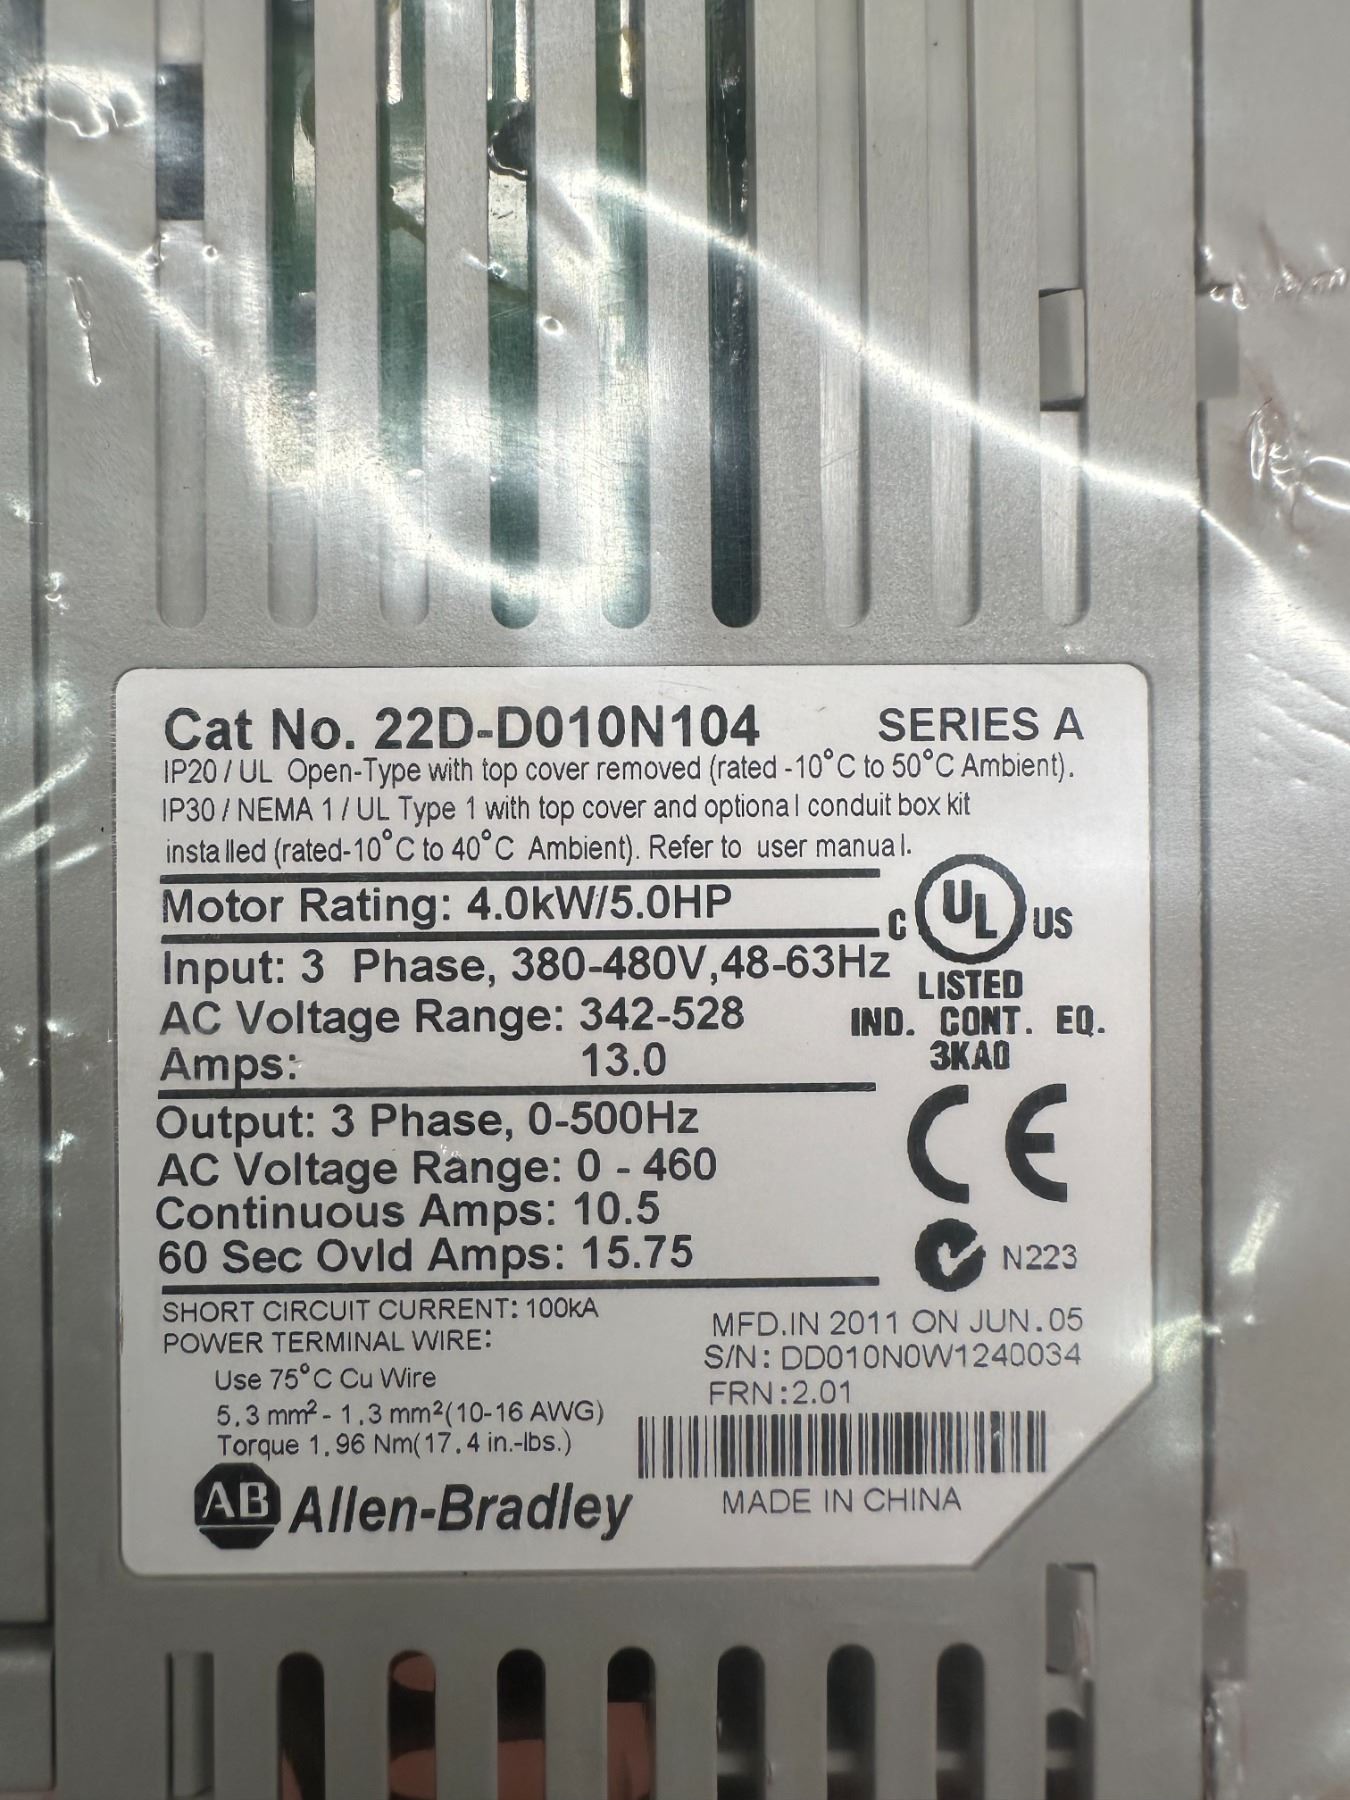 Cat No. 22D-D010N104 SERIES A
IP20 / UL Open-Type with top cover removed (rated -10°C to 50°C Ambient).
IP30 / NEMA 1 / UL Type 1 with top cover and optional conduit box kit
installed (rated-10°C to 40°C Ambient). Refer to user manual.
Motor Rating: 4.0kW/5.0HP
C UL US
Input: 3 Phase, 380-480V,48-63Hz
LISTED
AC Voltage Range: 342-528
IND. CONT. EQ.
Amps: 13.0
3KA0
Output: 3 Phase, 0-500Hz
CE
AC Voltage Range: 0 - 460
Continuous Amps: 10.5
60 Sec Ovld Amps: 15.75
N223
SHORT CIRCUIT CURRENT: 100kA
POWER TERMINAL WIRE:
Use 75°C Cu Wire
5.3 mm² - 1.3 mm²(10-16 AWG)
Torque 1.96 Nm(17.4 in.-lbs.)
MFD.IN 2011 ON JUN.05
S/N: DD010N0W1240034
FRN:2.01
AB Allen-Bradley
MADE IN CHINA